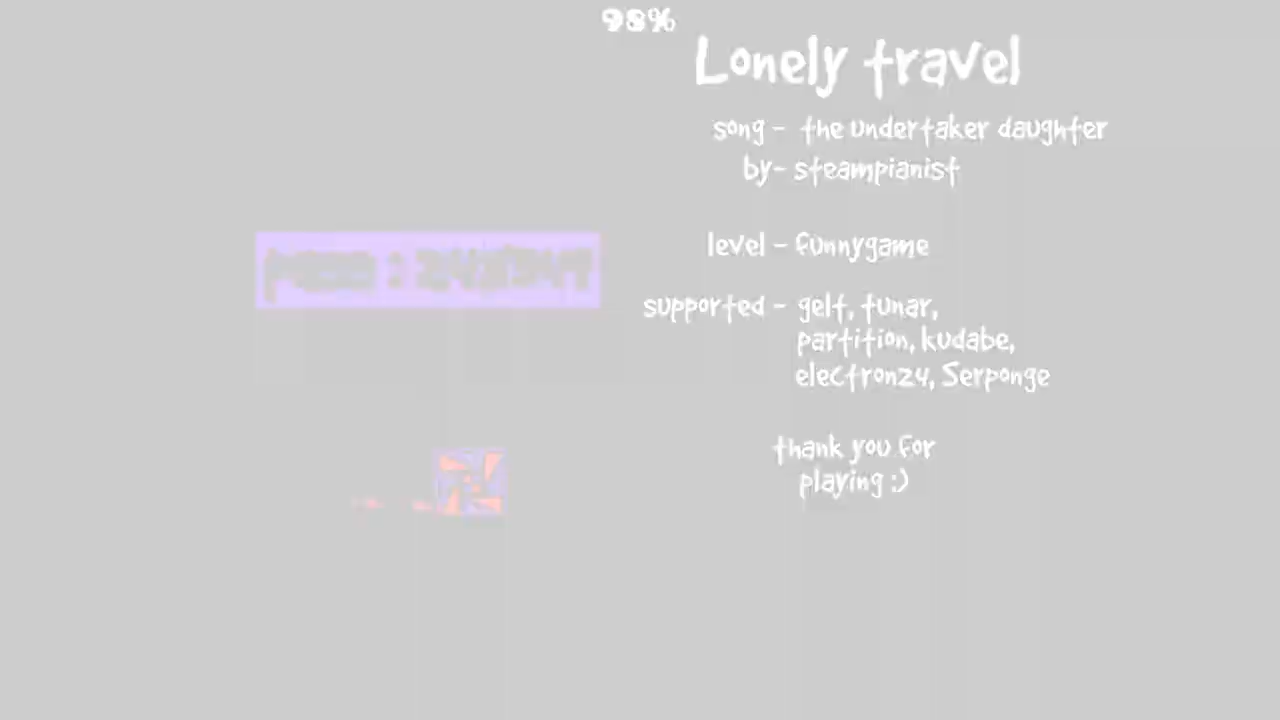 98%
Lonely travel
song - the undertaker daughter
by- steampianist
level - funnygame
supported - gelt, tunar,
partition, kudabe,
electronz4, Serponge
thank you for
playing :)